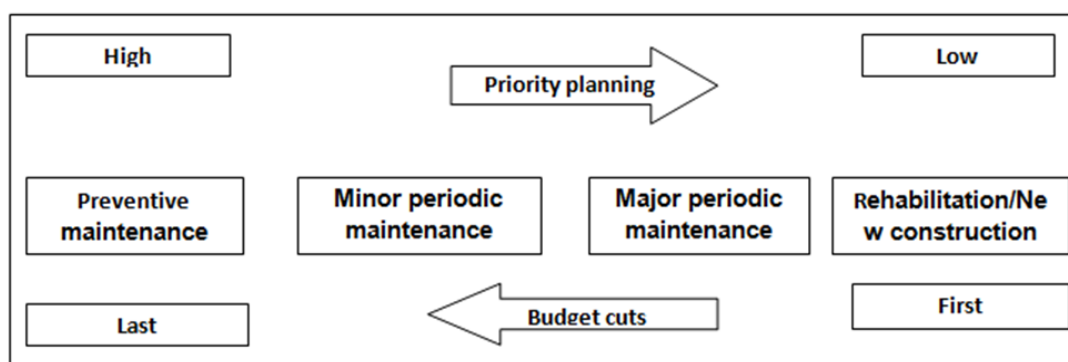 High
Low
Priority planning
Preventive
maintenance
Minor periodic
maintenance
Major periodic
maintenance
Rehabilitation/Ne
w construction
Last
Budget cuts
First